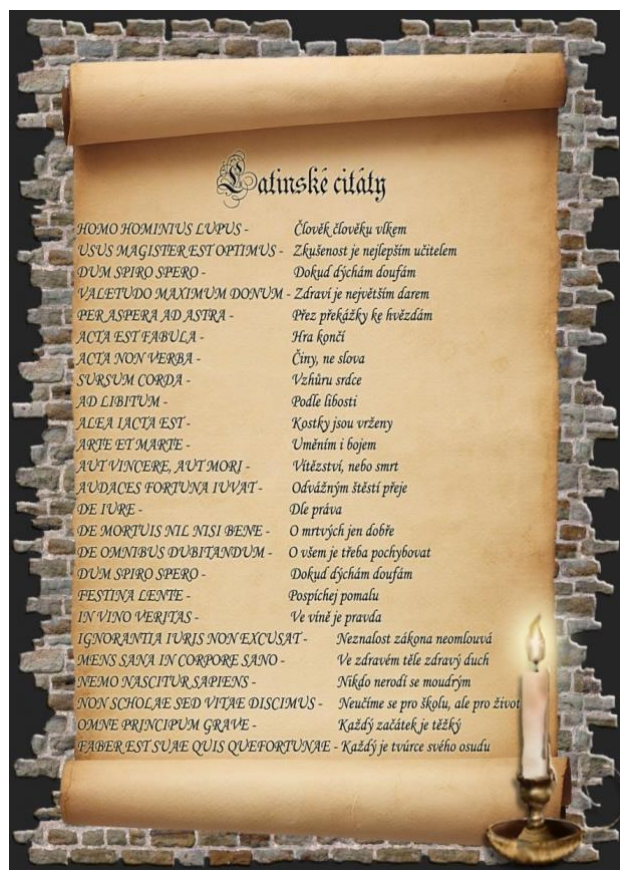 Latinské citáty
HOMO HOMINIUS LUPUS - Člověk člověku vlkem
USUS MAGISTER EST OPTIMUS - Zkušenost je nejlepším učitelem
DUM SPIRO SPERO - Dokud dýchám doufám
VALETUDO MAXIMUM DONUM - Zdraví je největším darem
PER ASPERA AD ASTRA - Přez překážky ke hvězdám
ACTA EST FABULA - Hra končí
ACTA NON VERBA - Činy, ne slova
SURSUM CORDA - Vzhůru srdce
AD LIBITUM - Podle libosti
ALEA IACTA EST - Kostky jsou vrženy
ARTE ET MARTE - Uměním i bojem
AUT VINCERE, AUT MORI - Vítězství, nebo smrt
AUDACES FORTUNA IUVAT - Odvážným štěstí přeje
DE IURE - Dle práva
DE MORTUIS NIL NISI BENE - O mrtvých jen dobře
DE OMNIBUS DUBITANDUM - O všem je třeba pochybovat
DUM SPIRO SPERO - Dokud dýchám doufám
FESTINA LENTE - Pospíchej pomalu
IN VINO VERITAS - Ve víně je pravda
IGNORANTIA IURIS NON EXCUSAT - Neznalost zákona neomlouvá
MENS SANA IN CORPORE SANO - Ve zdravém těle zdravý duch
NEMO NASCITUR SAPIENS - Nikdo nerodí se moudrým
NON SCHOLAE SED VITAE DISCIMUS - Neučíme se pro školu, ale pro život
OMNE PRINCIPUM GRAVE - Každý začátek je těžký
FABER EST SUAE QUIS QUEFORTUNAE - Každý je tvůrce svého osudu